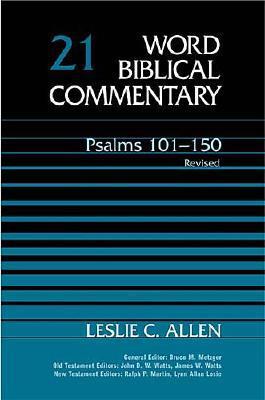 21 WORD
BIBLICAL
COMMENTARY
Psalms 101–150
Revised
LESLIE C. ALLEN
General Editor: Bruce M. Metzger
Old Testament Editors: John D. W. Watts, James W. Watts
New Testament Editors: Ralph P. Martin, Lynn Allan Losie